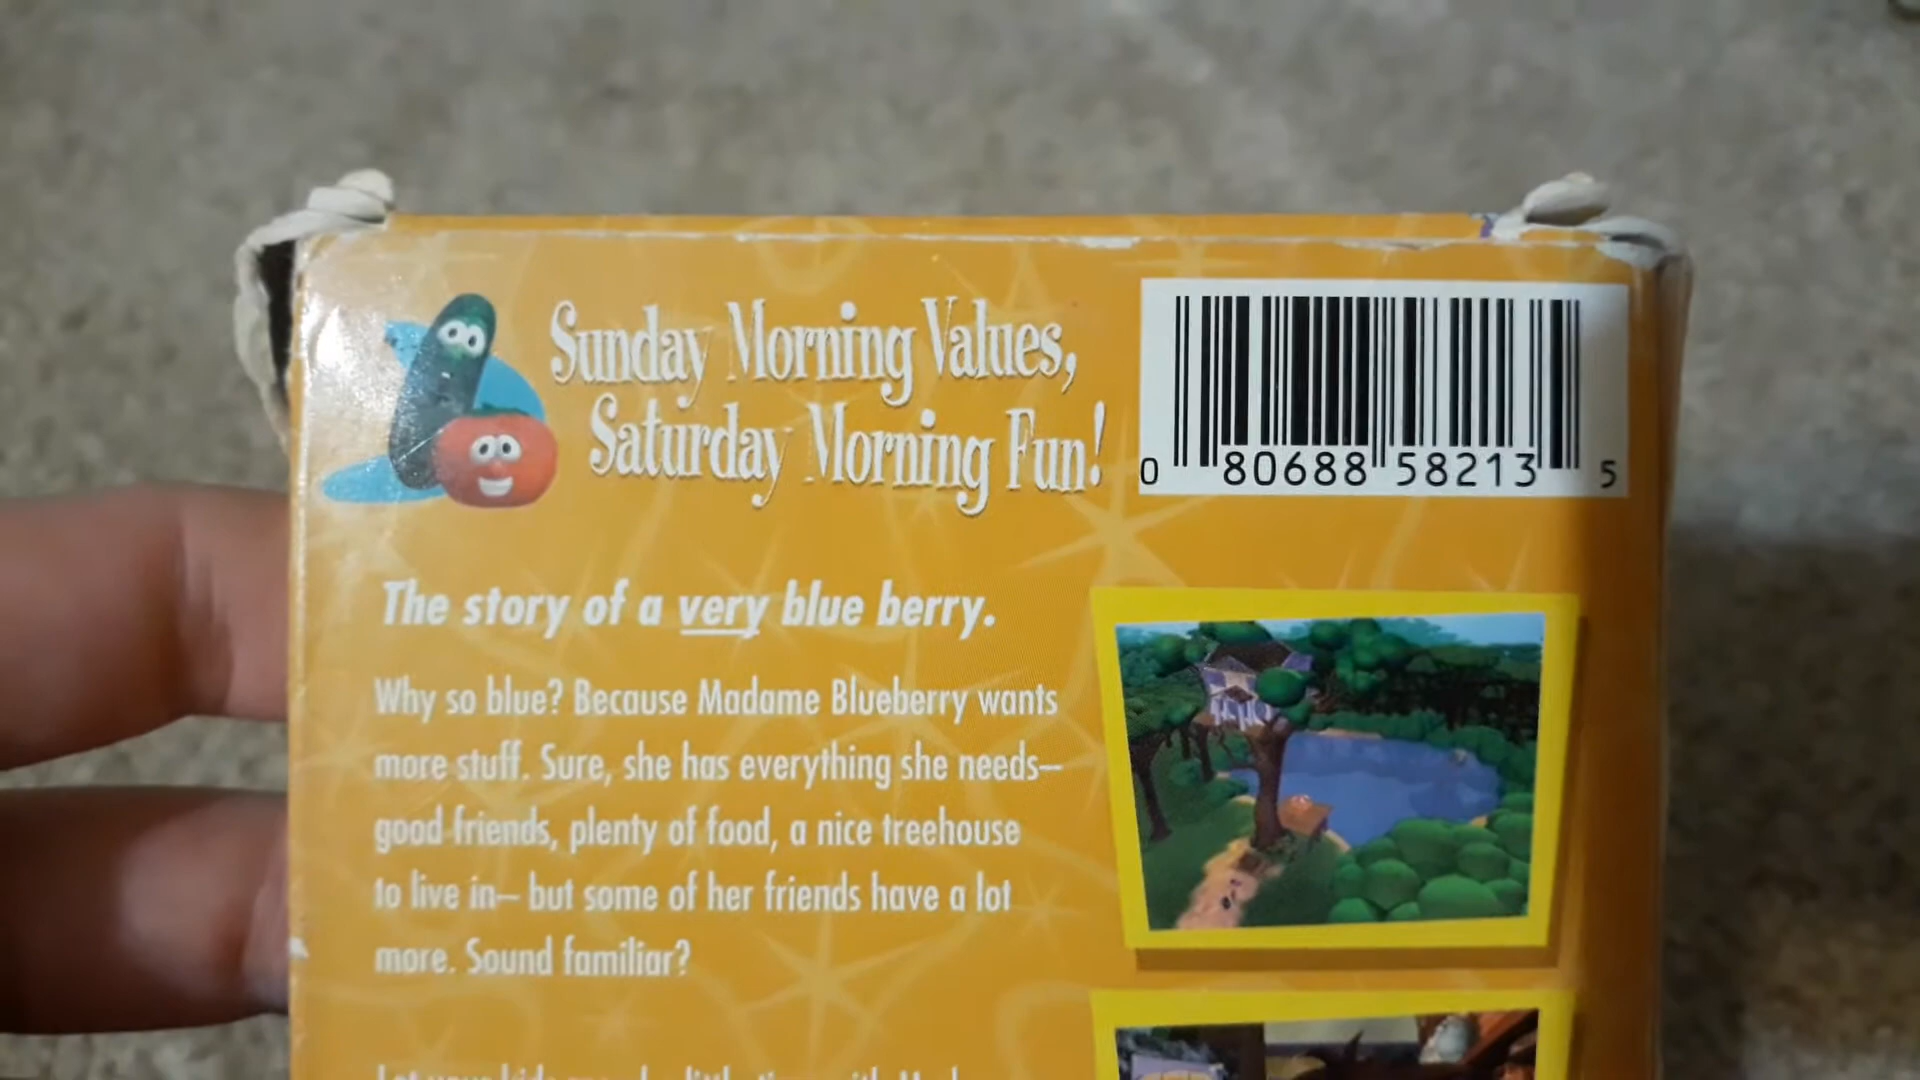 Sunday Morning Values,
Saturday Morning Fun!
0 80688 58213 5
The story of a very blue berry.
Why so blue? Because Madame Blueberry wants
more stuff. Sure, she has everything she needs—
good friends, plenty of food, a nice treehouse
to live in— but some of her friends have a lot
more. Sound familiar?